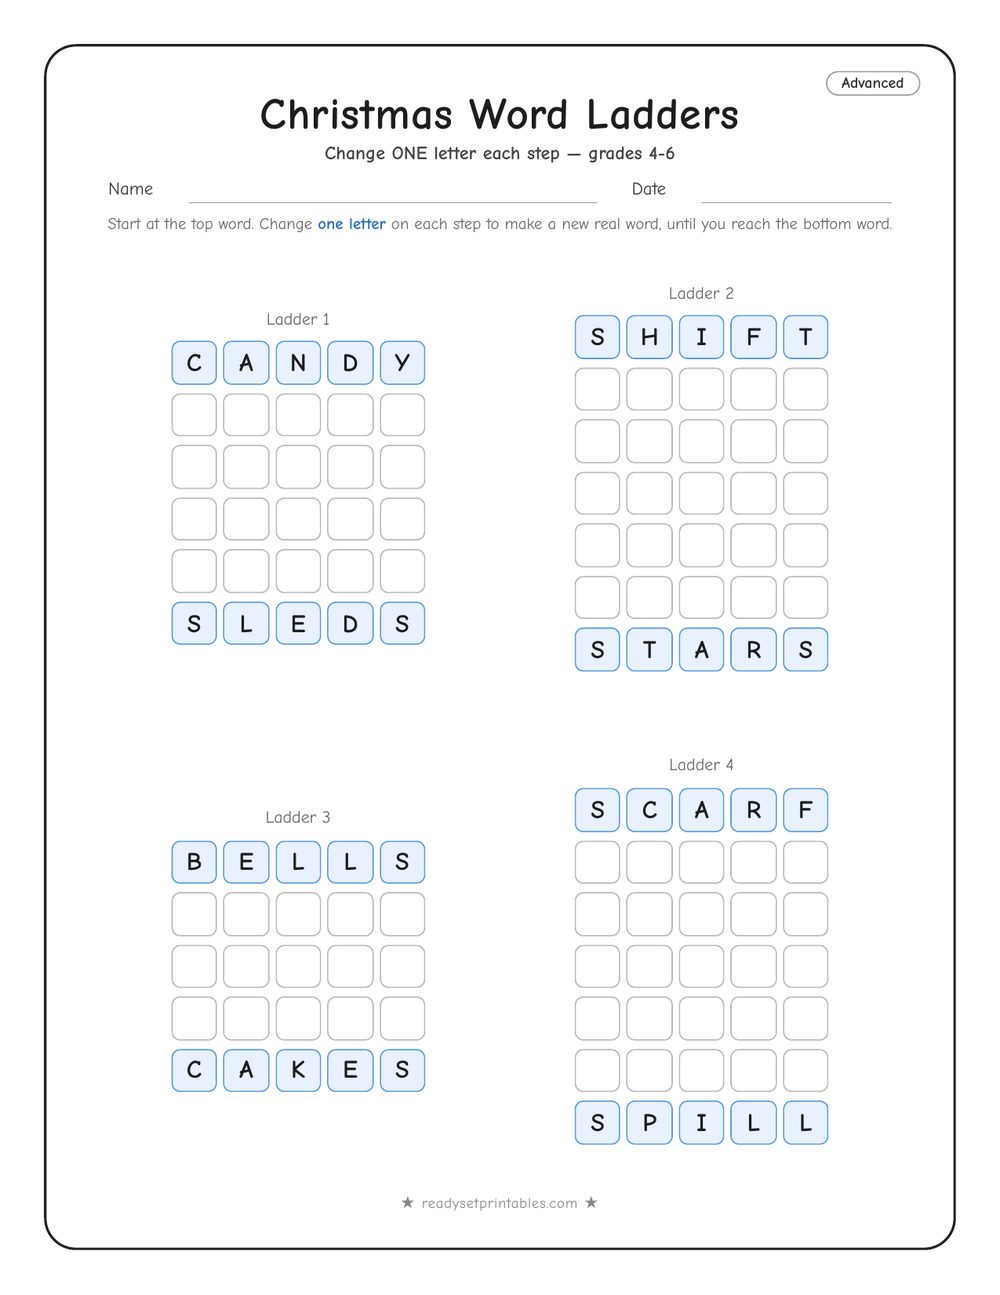 Advanced
Christmas Word Ladders
Change ONE letter each step — grades 4-6
Name
Date
Start at the top word. Change one letter on each step to make a new real word, until you reach the bottom word.
Ladder 1
C A N D Y
S L E D S
Ladder 2
S H I F T
S T A R S
Ladder 3
B E L L S
C A K E S
Ladder 4
S C A R F
S P I L L
★ readysetprintables.com ★